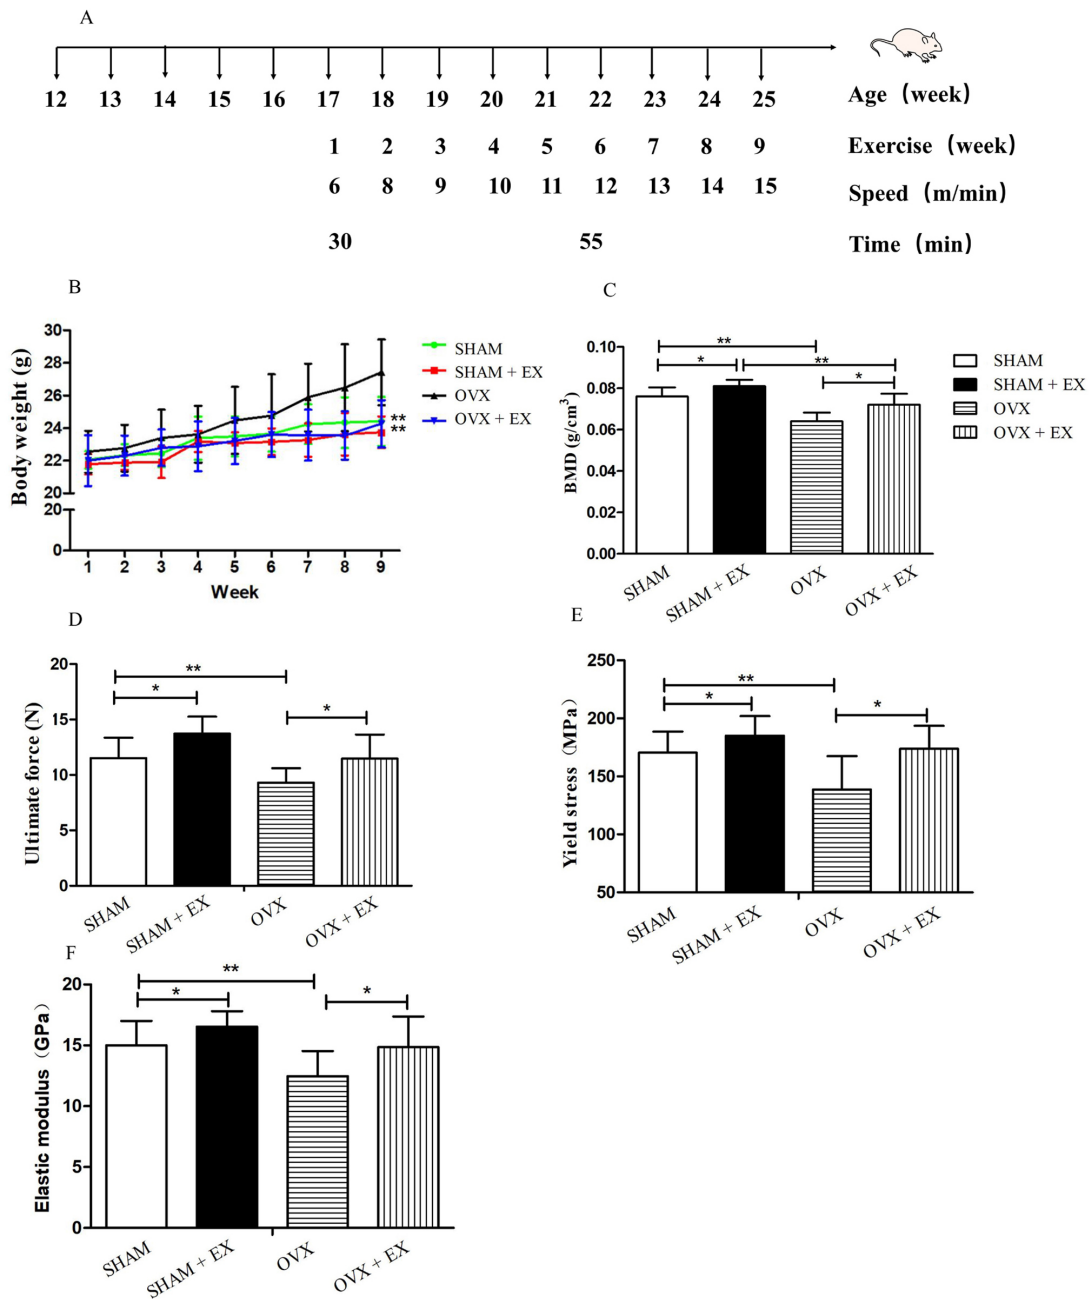 A
12 13 14 15 16 17 18 19 20 21 22 23 24 25 Age (week)
1 2 3 4 5 6 7 8 9 Exercise (week)
6 8 9 10 11 12 13 14 15 Speed (m/min)
30 55 Time (min)
B
Body weight (g)
30
28
26
24
22
20
20
0
1 2 3 4 5 6 7 8 9
Week
**
**
SHAM
SHAM + EX
OVX
OVX + EX
C
BMD (g/cm³)
0.10
0.08
0.06
0.04
0.02
0.00
**
* **
*
SHAM SHAM + EX OVX OVX + EX
SHAM
SHAM + EX
OVX
OVX + EX
D
Ultimate force (N)
20
15
10
5
0
**
*
*
SHAM SHAM + EX OVX OVX + EX
E
Yield stress (MPa)
250
200
150
100
50
**
*
*
SHAM SHAM + EX OVX OVX + EX
F
Elastic modulus (GPa)
20
15
10
5
0
**
*
*
SHAM SHAM + EX OVX OVX + EX